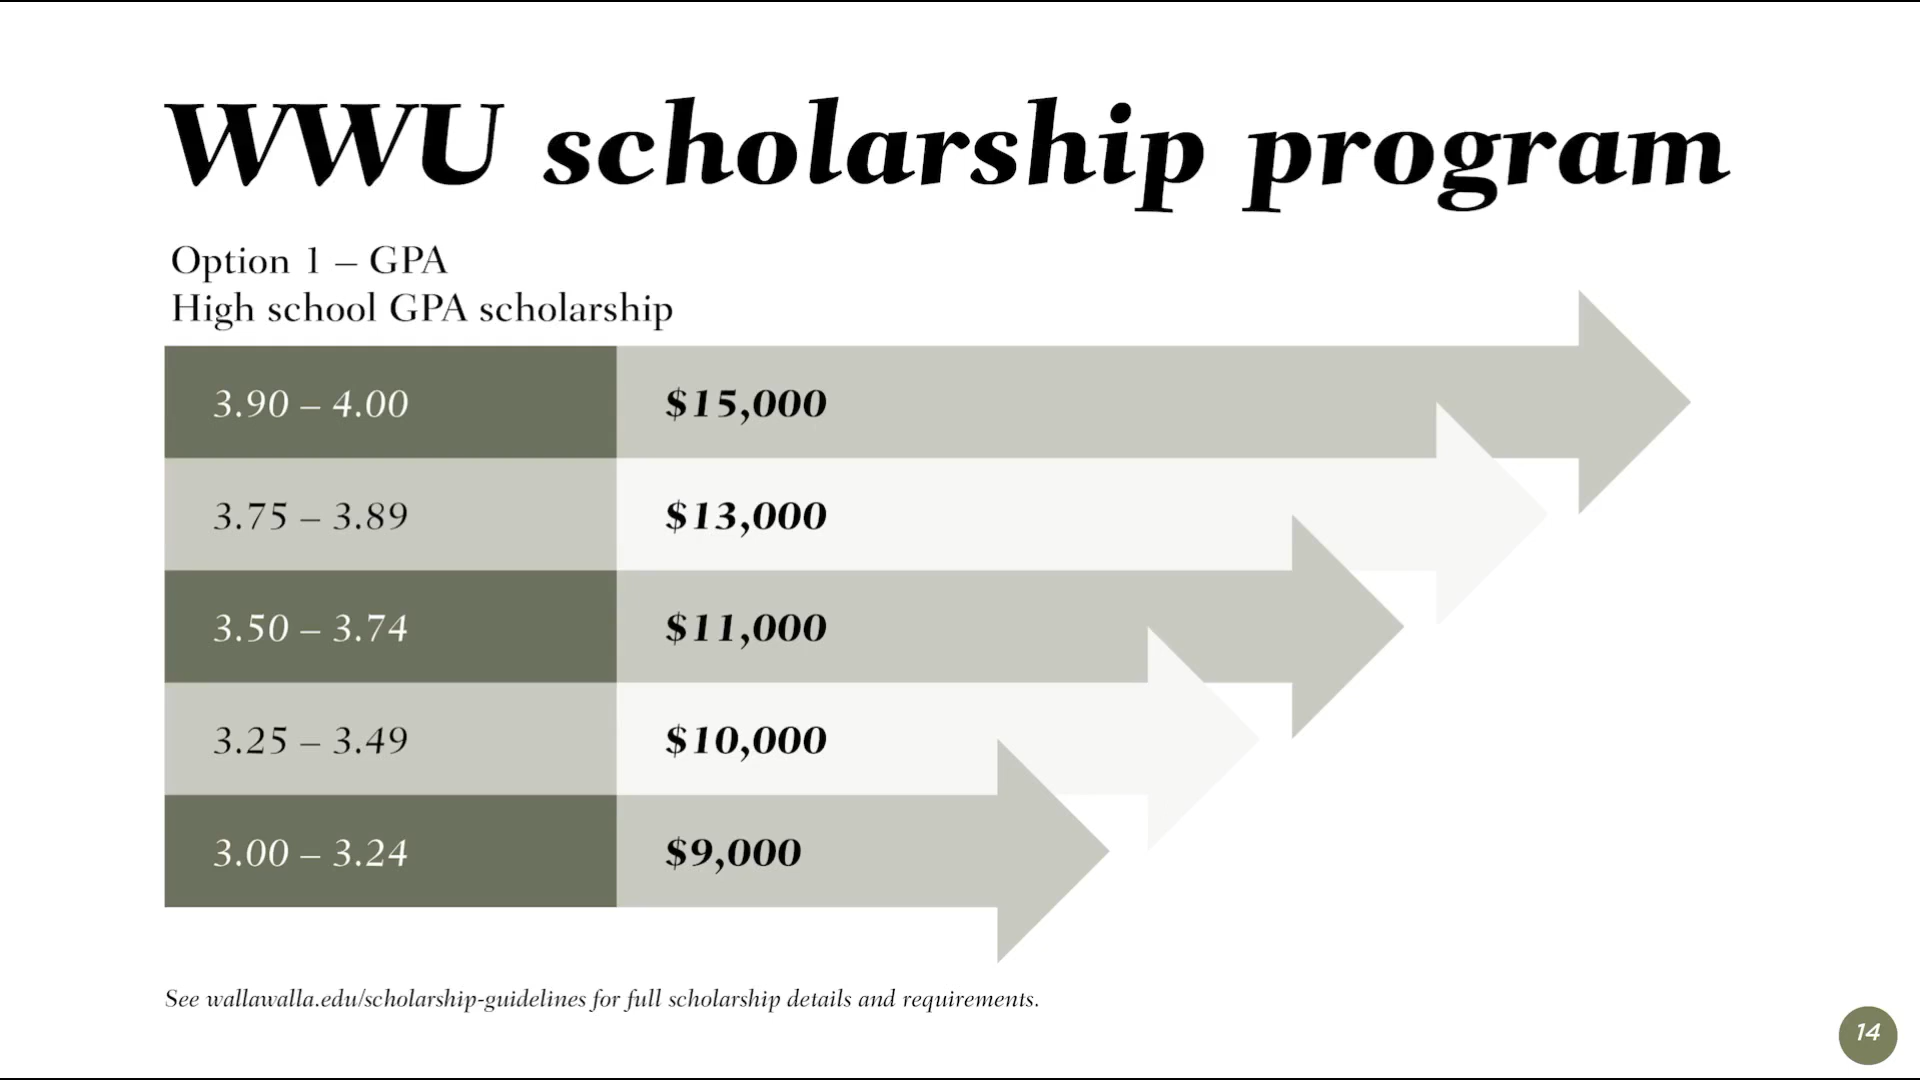 WWU scholarship program
Option 1 – GPA
High school GPA scholarship
3.90 – 4.00 $15,000
3.75 – 3.89 $13,000
3.50 – 3.74 $11,000
3.25 – 3.49 $10,000
3.00 – 3.24 $9,000
See wallawalla.edu/scholarship-guidelines for full scholarship details and requirements.
14